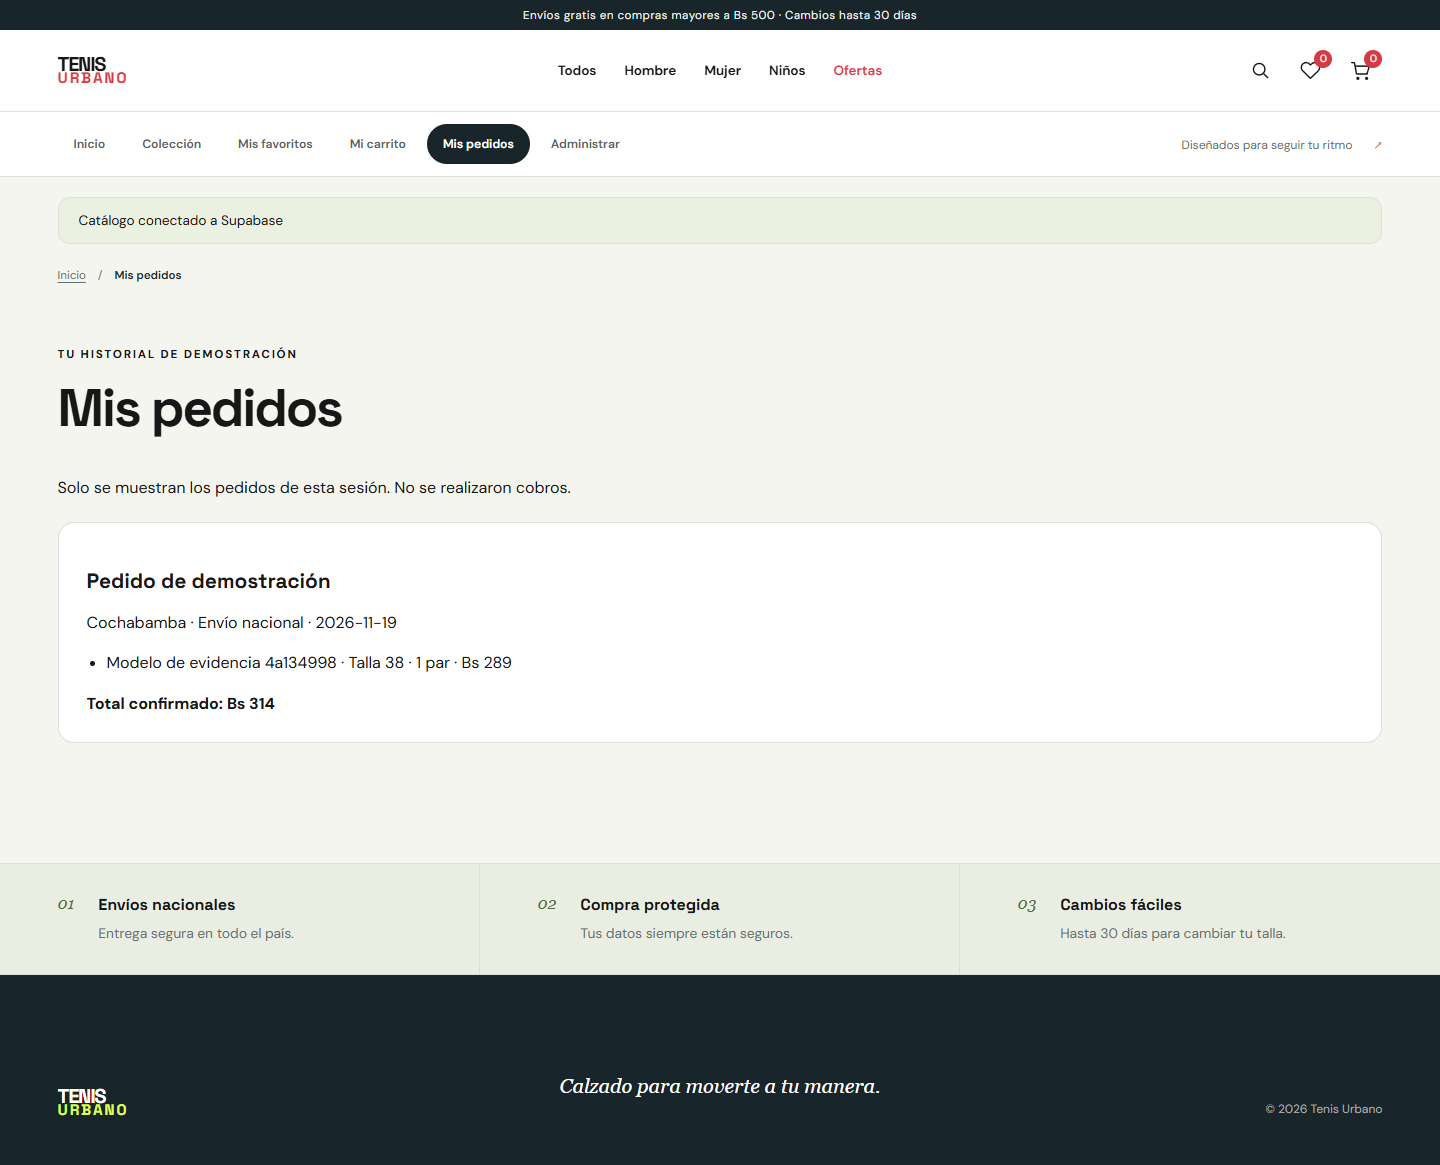 Envíos gratis en compras mayores a Bs 500 · Cambios hasta 30 días
TENIS
URBANO
Todos Hombre Mujer Niños Ofertas
0 0
Inicio Colección Mis favoritos Mi carrito Mis pedidos Administrar
Diseñados para seguir tu ritmo ↗
Catálogo conectado a Supabase
Inicio / Mis pedidos
TU HISTORIAL DE DEMOSTRACIÓN
Mis pedidos
Solo se muestran los pedidos de esta sesión. No se realizaron cobros.
Pedido de demostración
Cochabamba · Envío nacional · 2026-11-19
• Modelo de evidencia 4a134998 · Talla 38 · 1 par · Bs 289
Total confirmado: Bs 314
01 Envíos nacionales
Entrega segura en todo el país.
02 Compra protegida
Tus datos siempre están seguros.
03 Cambios fáciles
Hasta 30 días para cambiar tu talla.
TENIS
URBANO
Calzado para moverte a tu manera.
© 2026 Tenis Urbano